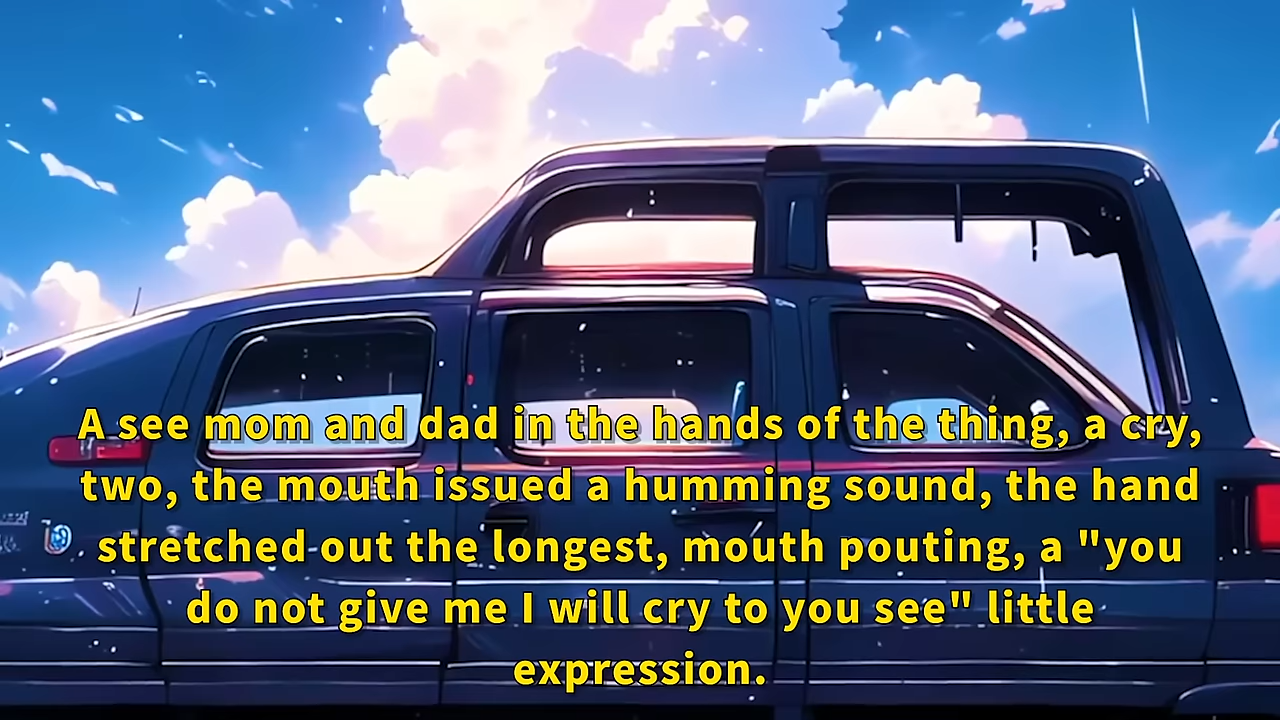 A see mom and dad in the hands of the thing, a cry,
two, the mouth issued a humming sound, the hand
stretched out the longest, mouth pouting, a "you
do not give me I will cry to you see" little
expression.